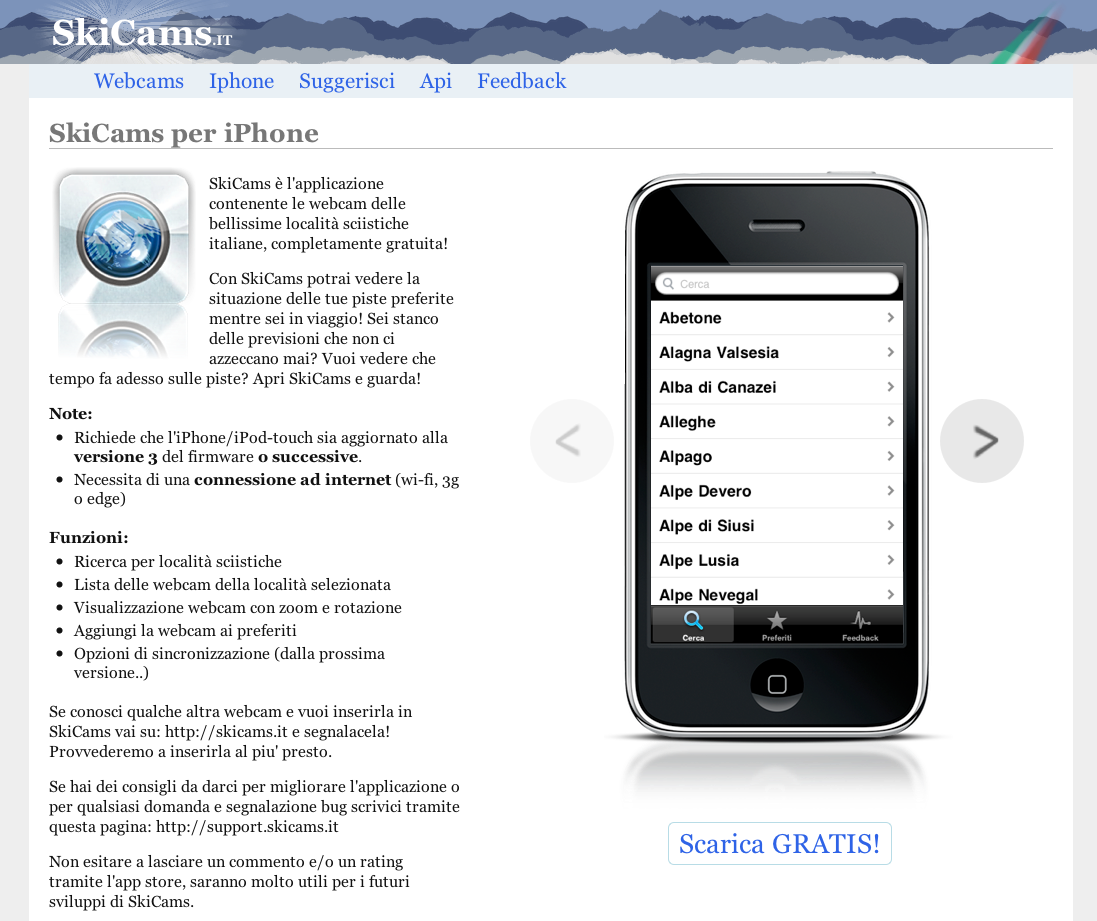 SkiCams.IT
Webcams Iphone Suggerisci Api Feedback
SkiCams per iPhone
SkiCams è l'applicazione
contenente le webcam delle
bellissime località sciistiche
italiane, completamente gratuita!
Con SkiCams potrai vedere la
situazione delle tue piste preferite
mentre sei in viaggio! Sei stanco
delle previsioni che non ci
azzeccano mai? Vuoi vedere che
tempo fa adesso sulle piste? Apri SkiCams e guarda!
Note:
Richiede che l'iPhone/iPod-touch sia aggiornato alla
versione 3 del firmware o successive.
Necessita di una connessione ad internet (wi-fi, 3g
o edge)
Funzioni:
Ricerca per località sciistiche
Lista delle webcam della località selezionata
Visualizzazione webcam con zoom e rotazione
Aggiungi la webcam ai preferiti
Opzioni di sincronizzazione (dalla prossima
versione..)
Se conosci qualche altra webcam e vuoi inserirla in
SkiCams vai su: http://skicams.it e segnalacela!
Provvederemo a inserirla al piu' presto.
Se hai dei consigli da darci per migliorare l'applicazione o
per qualsiasi domanda e segnalazione bug scrivici tramite
questa pagina: http://support.skicams.it
Non esitare a lasciare un commento e/o un rating
tramite l'app store, saranno molto utili per i futuri
sviluppi di SkiCams.
Cerca
Abetone
Alagna Valsesia
Alba di Canazei
Alleghe
Alpago
Alpe Devero
Alpe di Siusi
Alpe Lusia
Alpe Nevegal
Cerca Preferiti Feedback
Scarica GRATIS!